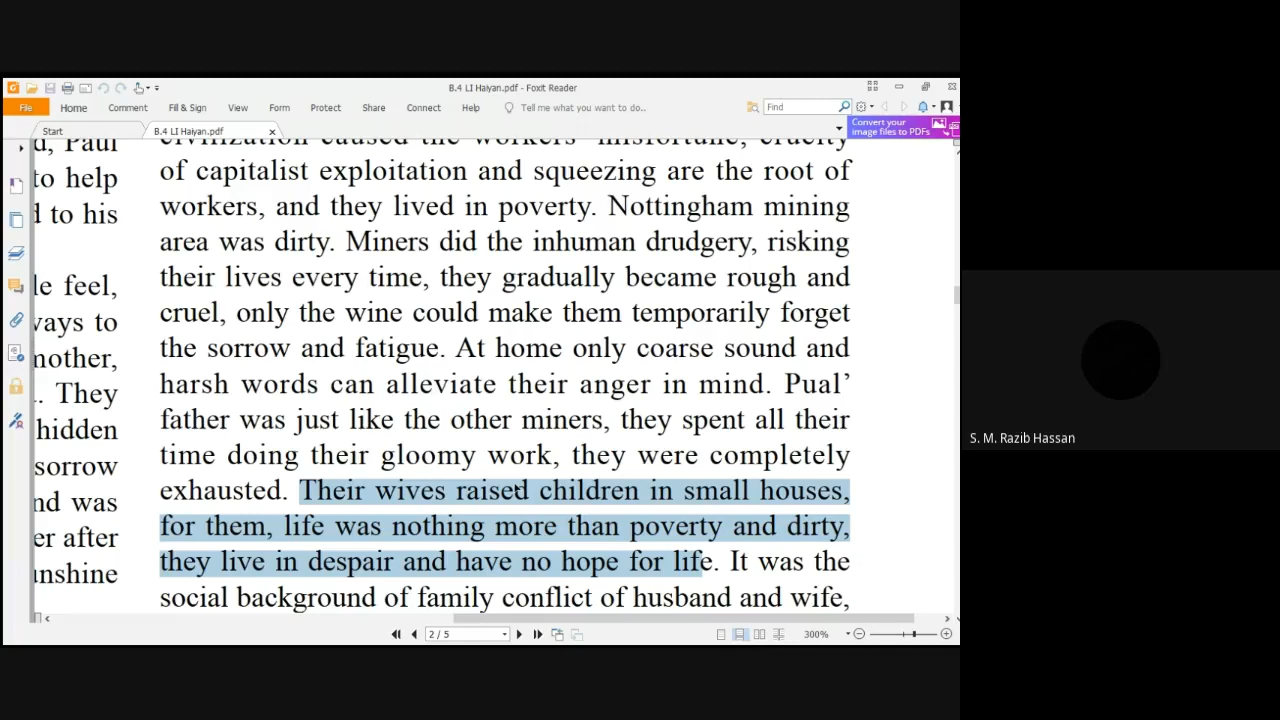 B.4 LI Haiyan.pdf - Foxit Reader
File Home Comment Fill & Sign View Form Protect Share Connect Help Tell me what you want to do.. Find
Start B.4 LI Haiyan.pdf
Convert your
image files to PDFs
d, Paul
to help
d to his
le feel,
ways to
mother,
. They
hidden
sorrow
nd was
er after
unshine
civilization caused the workers' misfortune, cruelty
of capitalist exploitation and squeezing are the root of
workers, and they lived in poverty. Nottingham mining
area was dirty. Miners did the inhuman drudgery, risking
their lives every time, they gradually became rough and
cruel, only the wine could make them temporarily forget
the sorrow and fatigue. At home only coarse sound and
harsh words can alleviate their anger in mind. Pual'
father was just like the other miners, they spent all their
time doing their gloomy work, they were completely
exhausted. Their wives raised children in small houses,
for them, life was nothing more than poverty and dirty,
they live in despair and have no hope for life. It was the
social background of family conflict of husband and wife,
2 / 5
300%
S. M. Razib Hassan